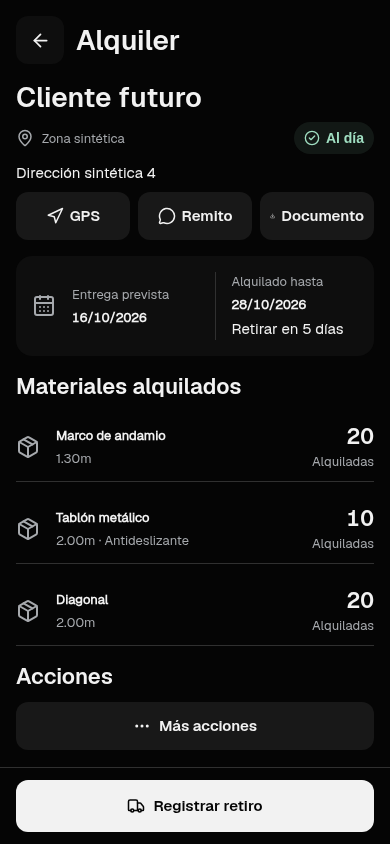 Alquiler
Cliente futuro
Zona sintética
Al día
Dirección sintética 4
GPS
Remito
Documento
Entrega prevista
16/10/2026
Alquilado hasta
28/10/2026
Retirar en 5 días
Materiales alquilados
Marco de andamio
1.30m
20
Alquiladas
Tablón metálico
2.00m · Antideslizante
10
Alquiladas
Diagonal
2.00m
20
Alquiladas
Acciones
Más acciones
Registrar retiro